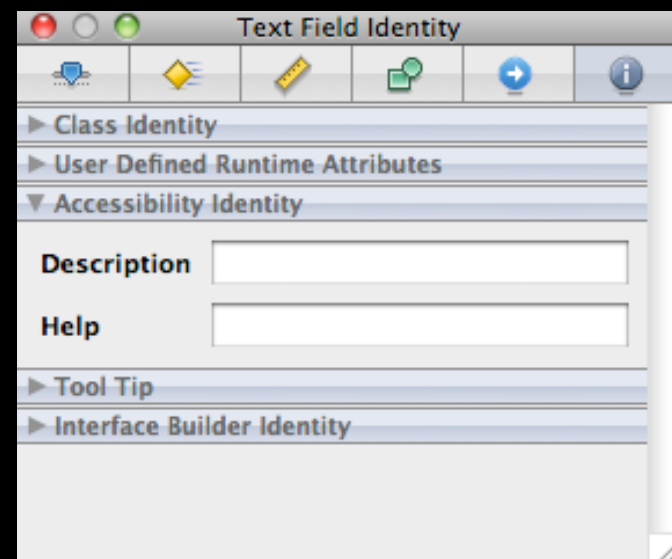 Text Field Identity
Class Identity
User Defined Runtime Attributes
Accessibility Identity
Description
Help
Tool Tip
Interface Builder Identity